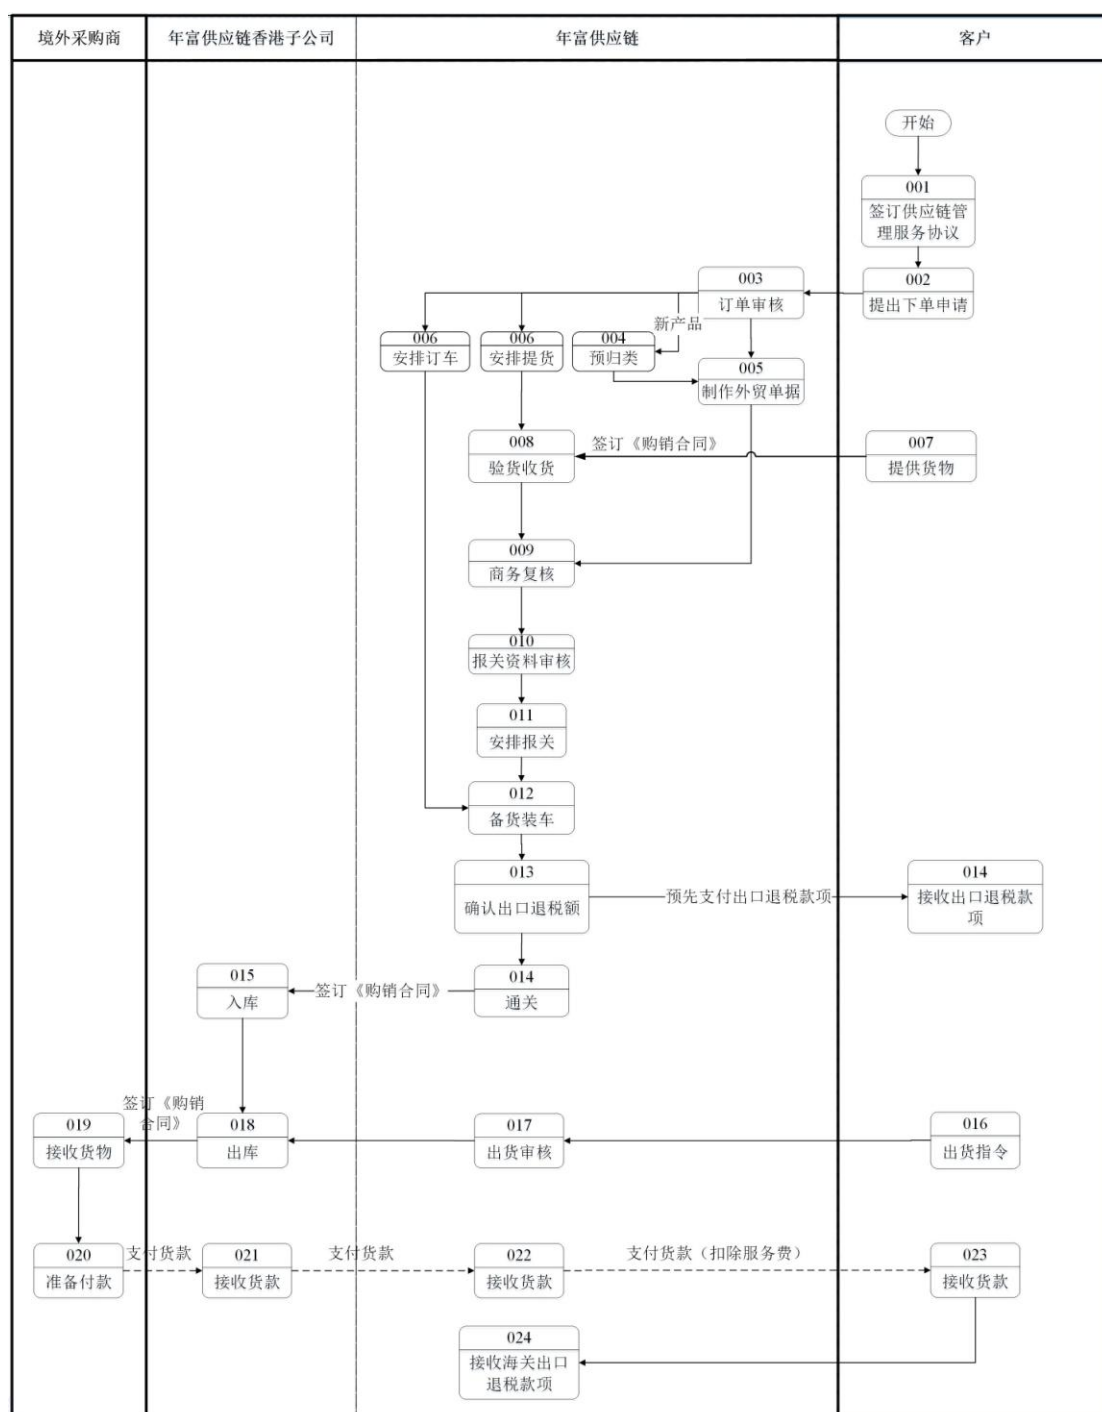 境外采购商
年富供应链香港子公司
年富供应链
客户
开始
001
签订供应链管
理服务协议
002
提出下单申请
003
订单审核
新产品
006
安排订车
006
安排提货
004
预归类
005
制作外贸单据
007
提供货物
签订《购销合同》
008
验货收货
009
商务复核
010
报关资料审核
011
安排报关
012
备货装车
013
确认出口退税额
预先支付出口退税款项
014
接收出口退税款
项
014
通关
签订《购销合同》
015
入库
016
出货指令
017
出货审核
018
出库
签订《购销
合同》
019
接收货物
020
准备付款
支付货款
021
接收货款
支付货款
022
接收货款
支付货款（扣除服务费）
023
接收货款
024
接收海关出口
退税款项